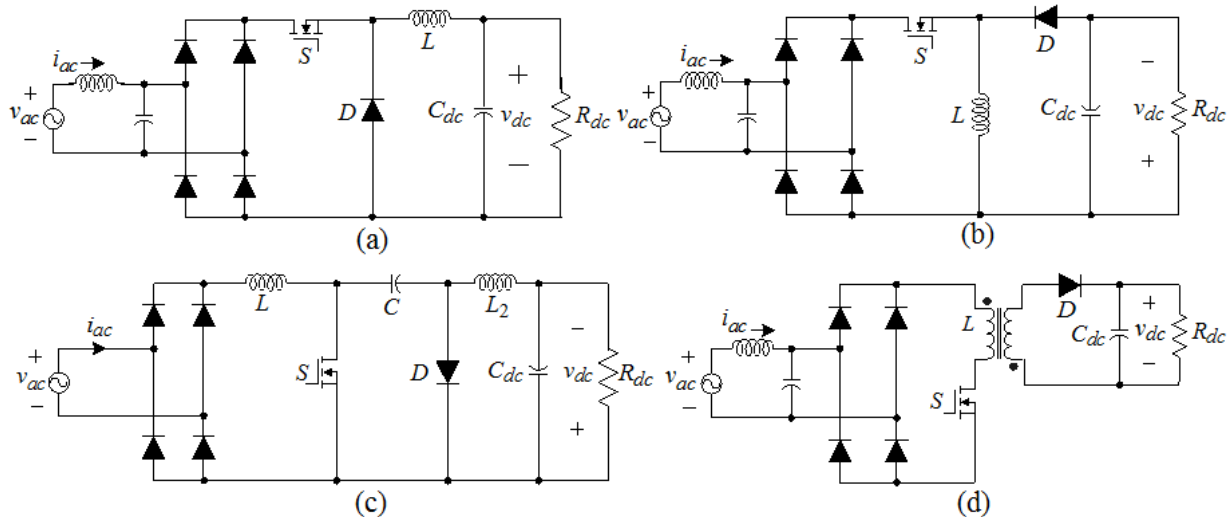 i_ac
+
v_ac
−
S
D
L
C_dc
+
v_dc
−
R_dc
(a)
i_ac
+
v_ac
−
S
L
D
C_dc
−
v_dc
+
R_dc
(b)
i_ac
+
v_ac
−
L
S
C
D
L_2
C_dc
−
v_dc
+
R_dc
(c)
i_ac
+
v_ac
−
L
S
D
C_dc
+
v_dc
−
R_dc
(d)